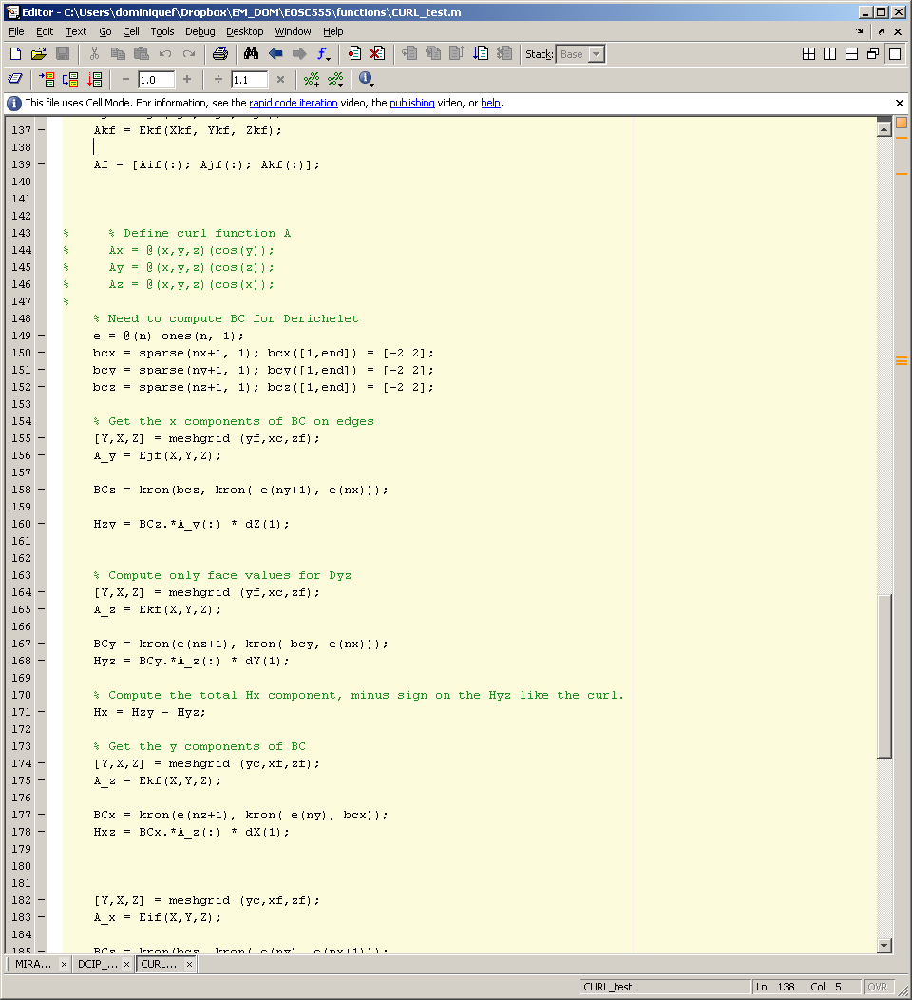 Editor - C:\Users\dominiquef\Dropbox\EM_DOM\EOSC555\functions\CURL_test.m
File Edit Text Go Cell Tools Debug Desktop Window Help
Stack: Base
1.0 1.1
This file uses Cell Mode. For information, see the rapid code iteration video, the publishing video, or help.
137 Akf = Ekf(Xkf, Ykf, Zkf);
138
139 Af = [Aif(:); Ajf(:); Akf(:)];
140
141
142
143 % % Define curl function A
144 % Ax = @(x,y,z)(cos(y));
145 % Ay = @(x,y,z)(cos(z));
146 % Az = @(x,y,z)(cos(x));
147 %
148 % Need to compute BC for Derichelet
149 e = @(n) ones(n, 1);
150 bcx = sparse(nx+1, 1); bcx([1,end]) = [-2 2];
151 bcy = sparse(ny+1, 1); bcy([1,end]) = [-2 2];
152 bcz = sparse(nz+1, 1); bcz([1,end]) = [-2 2];
153
154 % Get the x components of BC on edges
155 [Y,X,Z] = meshgrid (yf,xc,zf);
156 A_y = Ejf(X,Y,Z);
157
158 BCz = kron(bcz, kron( e(ny+1), e(nx)));
159
160 Hzy = BCz.*A_y(:) * dZ(1);
161
162
163 % Compute only face values for Dyz
164 [Y,X,Z] = meshgrid (yf,xc,zf);
165 A_z = Ekf(X,Y,Z);
166
167 BCy = kron(e(nz+1), kron( bcy, e(nx)));
168 Hyz = BCy.*A_z(:) * dY(1);
169
170 % Compute the total Hx component, minus sign on the Hyz like the curl.
171 Hx = Hzy - Hyz;
172
173 % Get the y components of BC
174 [Y,X,Z] = meshgrid (yc,xf,zf);
175 A_z = Ekf(X,Y,Z);
176
177 BCx = kron(e(nz+1), kron( e(ny), bcx));
178 Hxz = BCx.*A_z(:) * dX(1);
179
180
181
182 [Y,X,Z] = meshgrid (yc,xf,zf);
183 A_x = Eif(X,Y,Z);
184
185 BCz = kron(bcz, kron( e(ny), e(nx+1)));
MIRA... DCIP_... CURL...
CURL_test Ln 138 Col 5 OVR